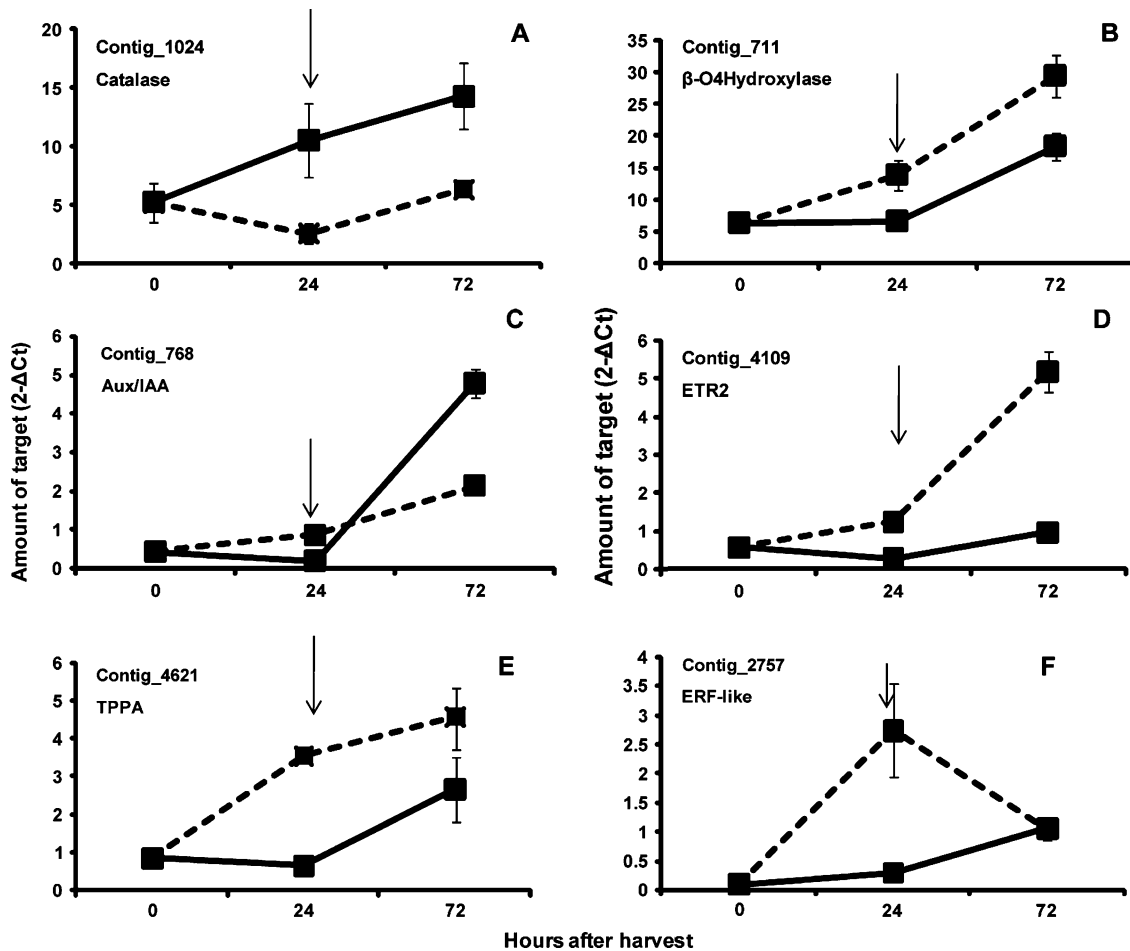 A
Contig_1024
Catalase
20
15
10
5
0
0 24 72
B
Contig_711
β-O4Hydroxylase
35
30
25
20
15
10
5
0
0 24 72
C
Contig_768
Aux/IAA
6
5
4
3
2
1
0
0 24 72
Amount of target (2-ΔCt)
D
Contig_4109
ETR2
6
5
4
3
2
1
0
0 24 72
Amount of target (2-ΔCt)
E
Contig_4621
TPPA
6
5
4
3
2
1
0
0 24 72
F
Contig_2757
ERF-like
4
3.5
3
2.5
2
1.5
1
0.5
0
0 24 72
Hours after harvest